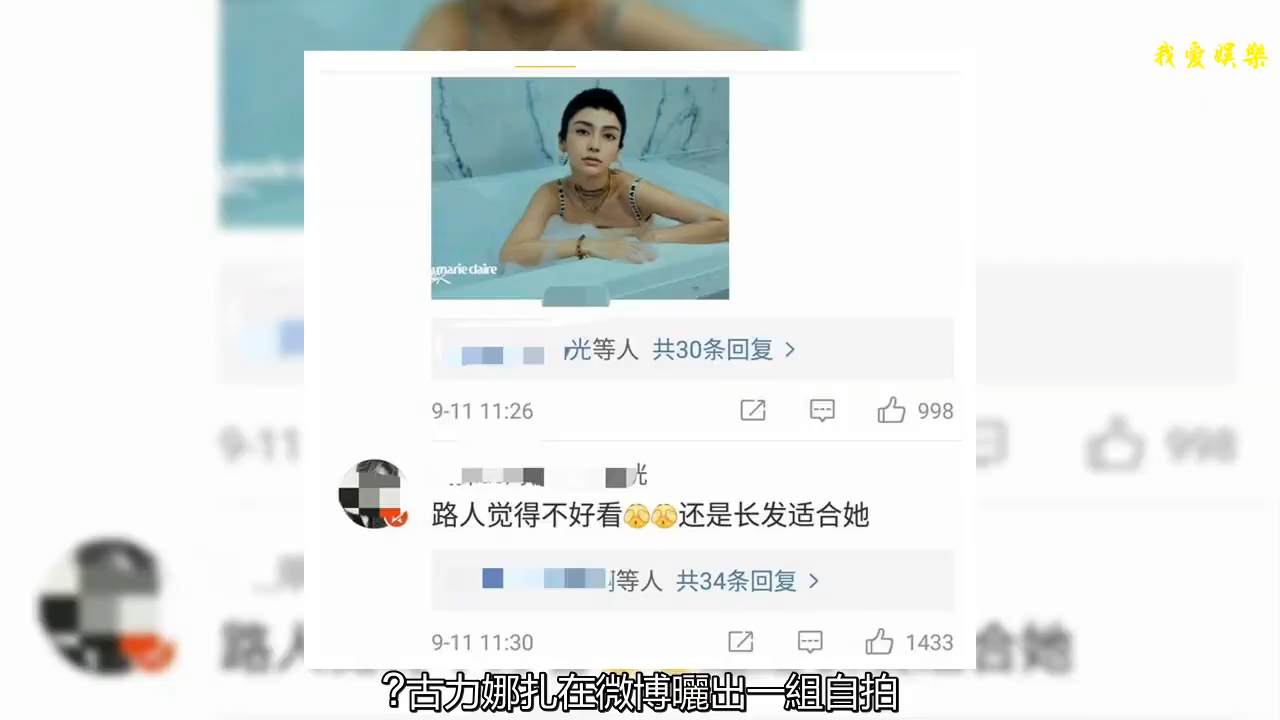 我愛娛樂
marie claire
光等人 共30条回复 >
9-11 11:26
998
光
路人觉得不好看🫣🫣还是长发适合她
等人 共34条回复 >
9-11 11:30
1433
?古力娜扎在微博曬出一組自拍